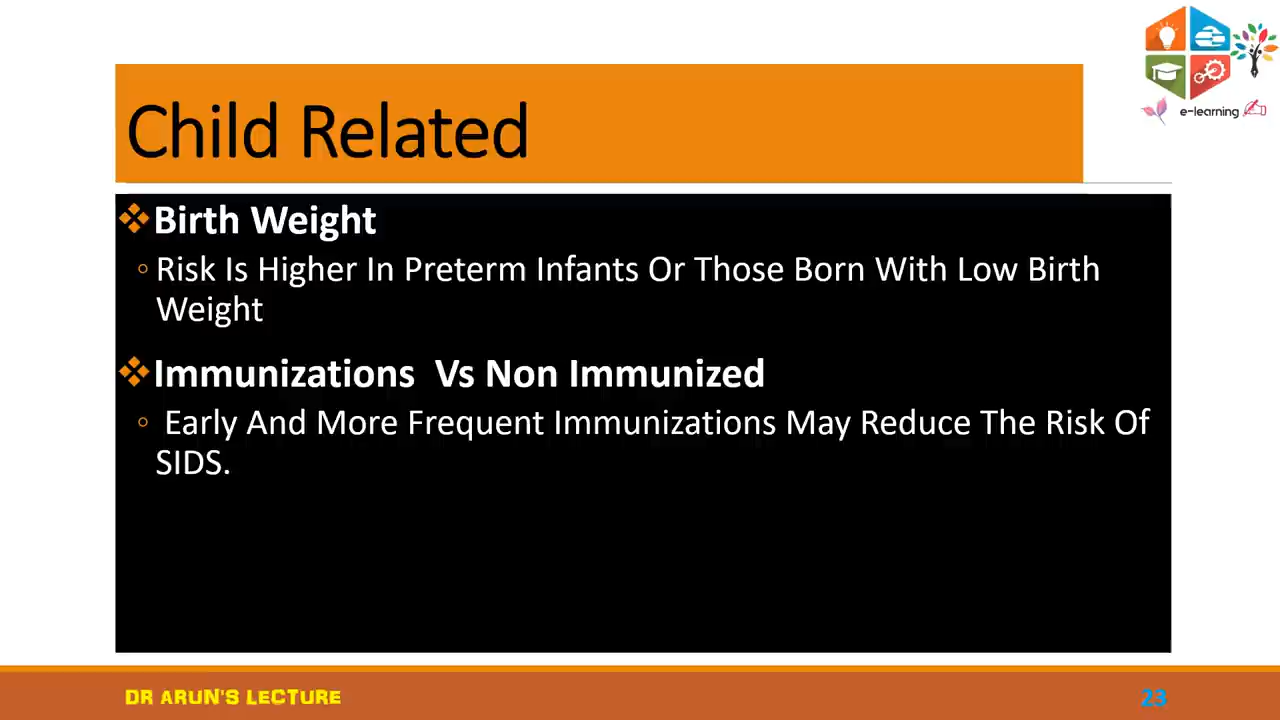 e-learning
Child Related
❖Birth Weight
◦Risk Is Higher In Preterm Infants Or Those Born With Low Birth
Weight
❖Immunizations  Vs Non Immunized
◦ Early And More Frequent Immunizations May Reduce The Risk Of
SIDS.
DR ARUN'S LECTURE
23